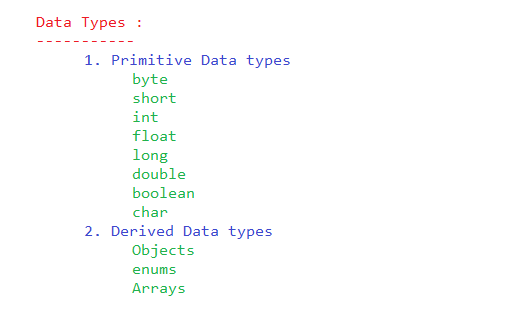 Data Types :
-----------
1. Primitive Data types
byte
short
int
float
long
double
boolean
char
2. Derived Data types
Objects
enums
Arrays